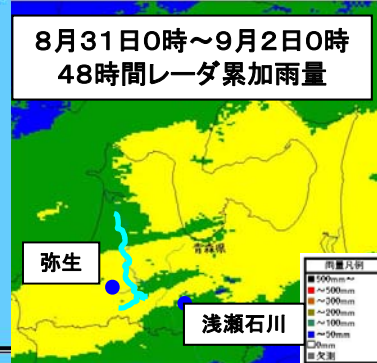 8月31日0時～9月2日0時
48時間レーダ累加雨量
青森県
弥生
浅瀬石川
雨量凡例
■500mm～
■～500mm
■～300mm
■～200mm
■～100mm
■～50mm
□0mm
■欠測